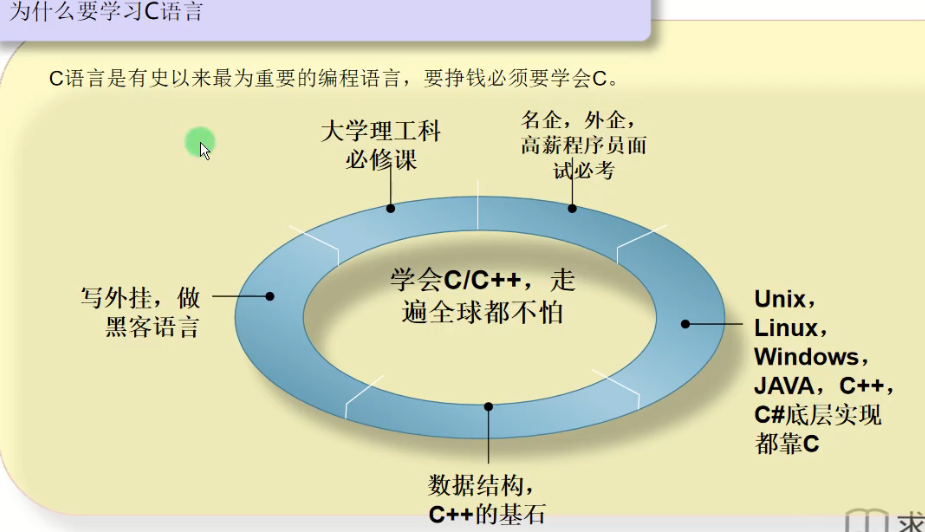 为什么要学习C语言
C语言是有史以来最为重要的编程语言，要挣钱必须要学会C。
大学理工科
必修课
名企，外企，
高薪程序员面
试必考
写外挂，做
黑客语言
学会C/C++，走
遍全球都不怕
Unix，
Linux，
Windows，
JAVA，C++，
C#底层实现
都靠C
数据结构，
C++的基石
求